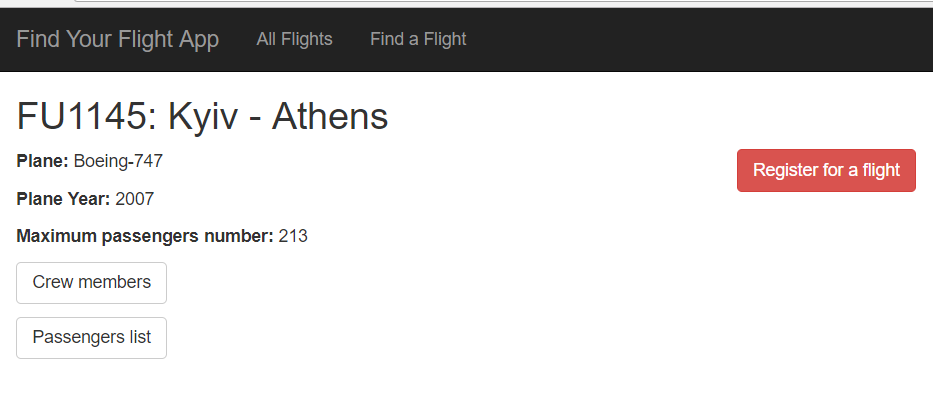 Find Your Flight App All Flights Find a Flight
FU1145: Kyiv - Athens
Plane: Boeing-747
Register for a flight
Plane Year: 2007
Maximum passengers number: 213
Crew members
Passengers list